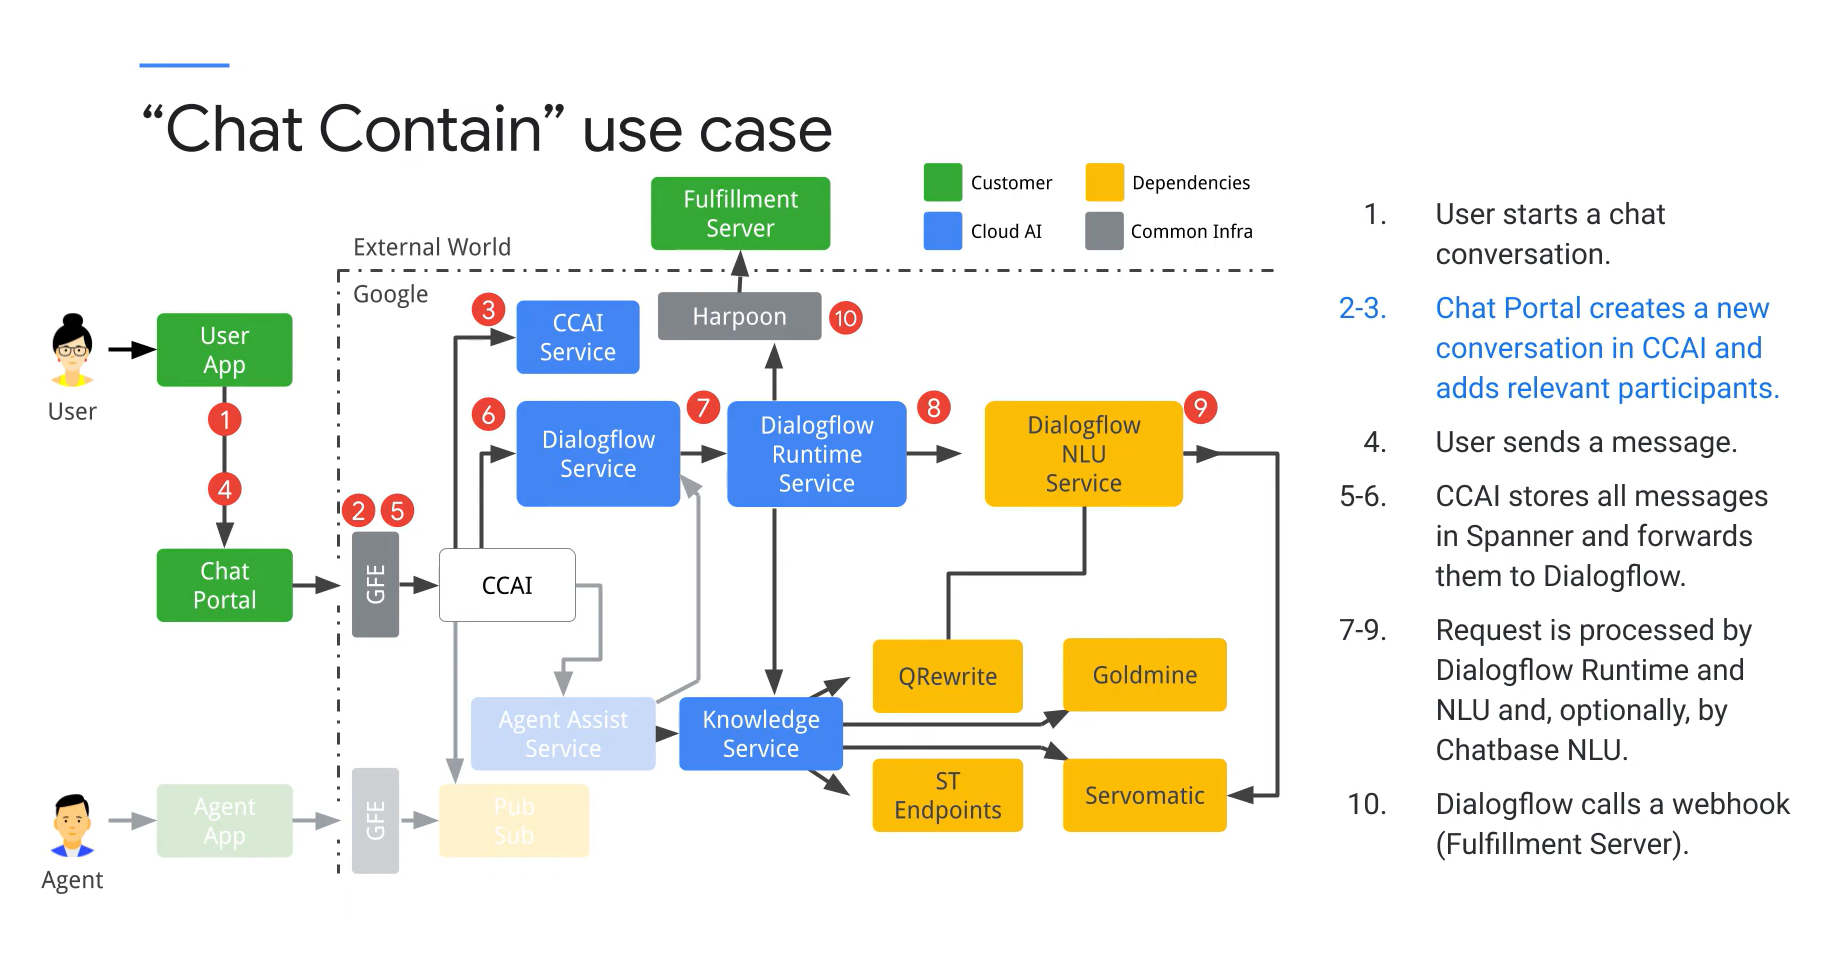 “Chat Contain” use case
Customer
Dependencies
Cloud AI
Common Infra
Fulfillment
Server
External World
Google
User
User
App
1
4
Chat
Portal
2
5
GFE
CCAI
3
CCAI
Service
Harpoon
10
6
Dialogflow
Service
7
Dialogflow
Runtime
Service
8
Dialogflow
NLU
Service
9
Agent Assist
Service
Knowledge
Service
QRewrite
Goldmine
ST
Endpoints
Servomatic
Agent
Agent
App
GFE
Pub
Sub
1. User starts a chat
conversation.
2-3. Chat Portal creates a new
conversation in CCAI and
adds relevant participants.
4. User sends a message.
5-6. CCAI stores all messages
in Spanner and forwards
them to Dialogflow.
7-9. Request is processed by
Dialogflow Runtime and
NLU and, optionally, by
Chatbase NLU.
10. Dialogflow calls a webhook
(Fulfillment Server).